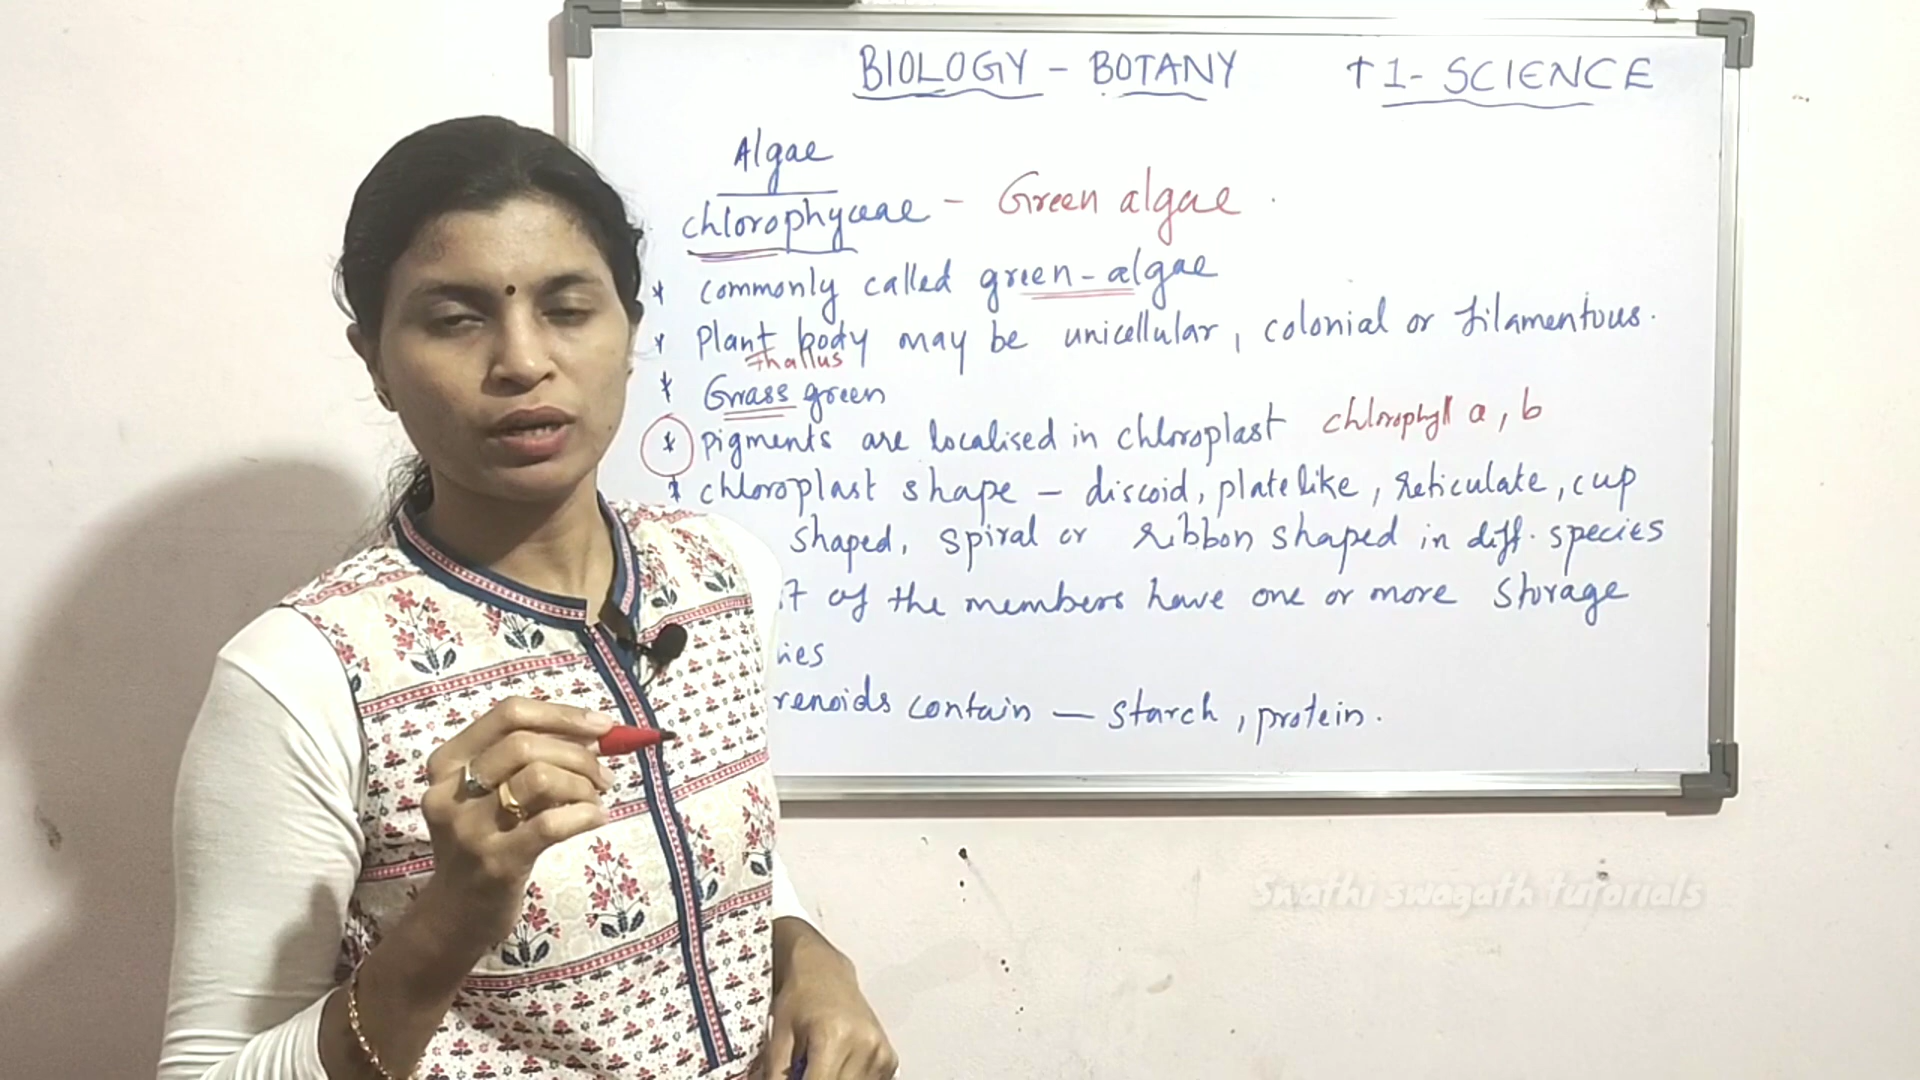 BIOLOGY - BOTANY +1- SCIENCE
Algae
chlorophyceae - Green algae
* commonly called green-algae
* Plant body may be unicellular, colonial or filamentous.
Thallus
* Grass green
* pigments are localised in chloroplast chlorophyll a, b
* chloroplast shape - discoid, platelike, reticulate, cup
shaped, spiral or ribbon shaped in diff. species
of the members have one or more storage
renoids contain - starch, protein.
Swathi swagath tutorials